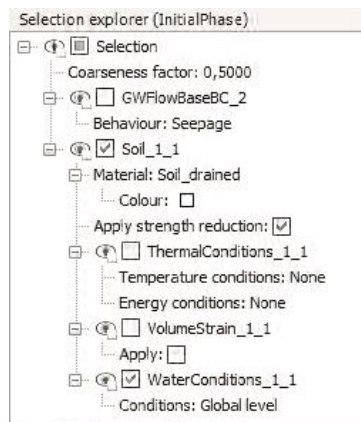 Selection explorer (InitialPhase)
Selection
Coarseness factor: 0,5000
GWFlowBaseBC_2
Behaviour: Seepage
Soil_1_1
Material: Soil_drained
Colour:
Apply strength reduction:
ThermalConditions_1_1
Temperature conditions: None
Energy conditions: None
VolumeStrain_1_1
Apply:
WaterConditions_1_1
Conditions: Global level